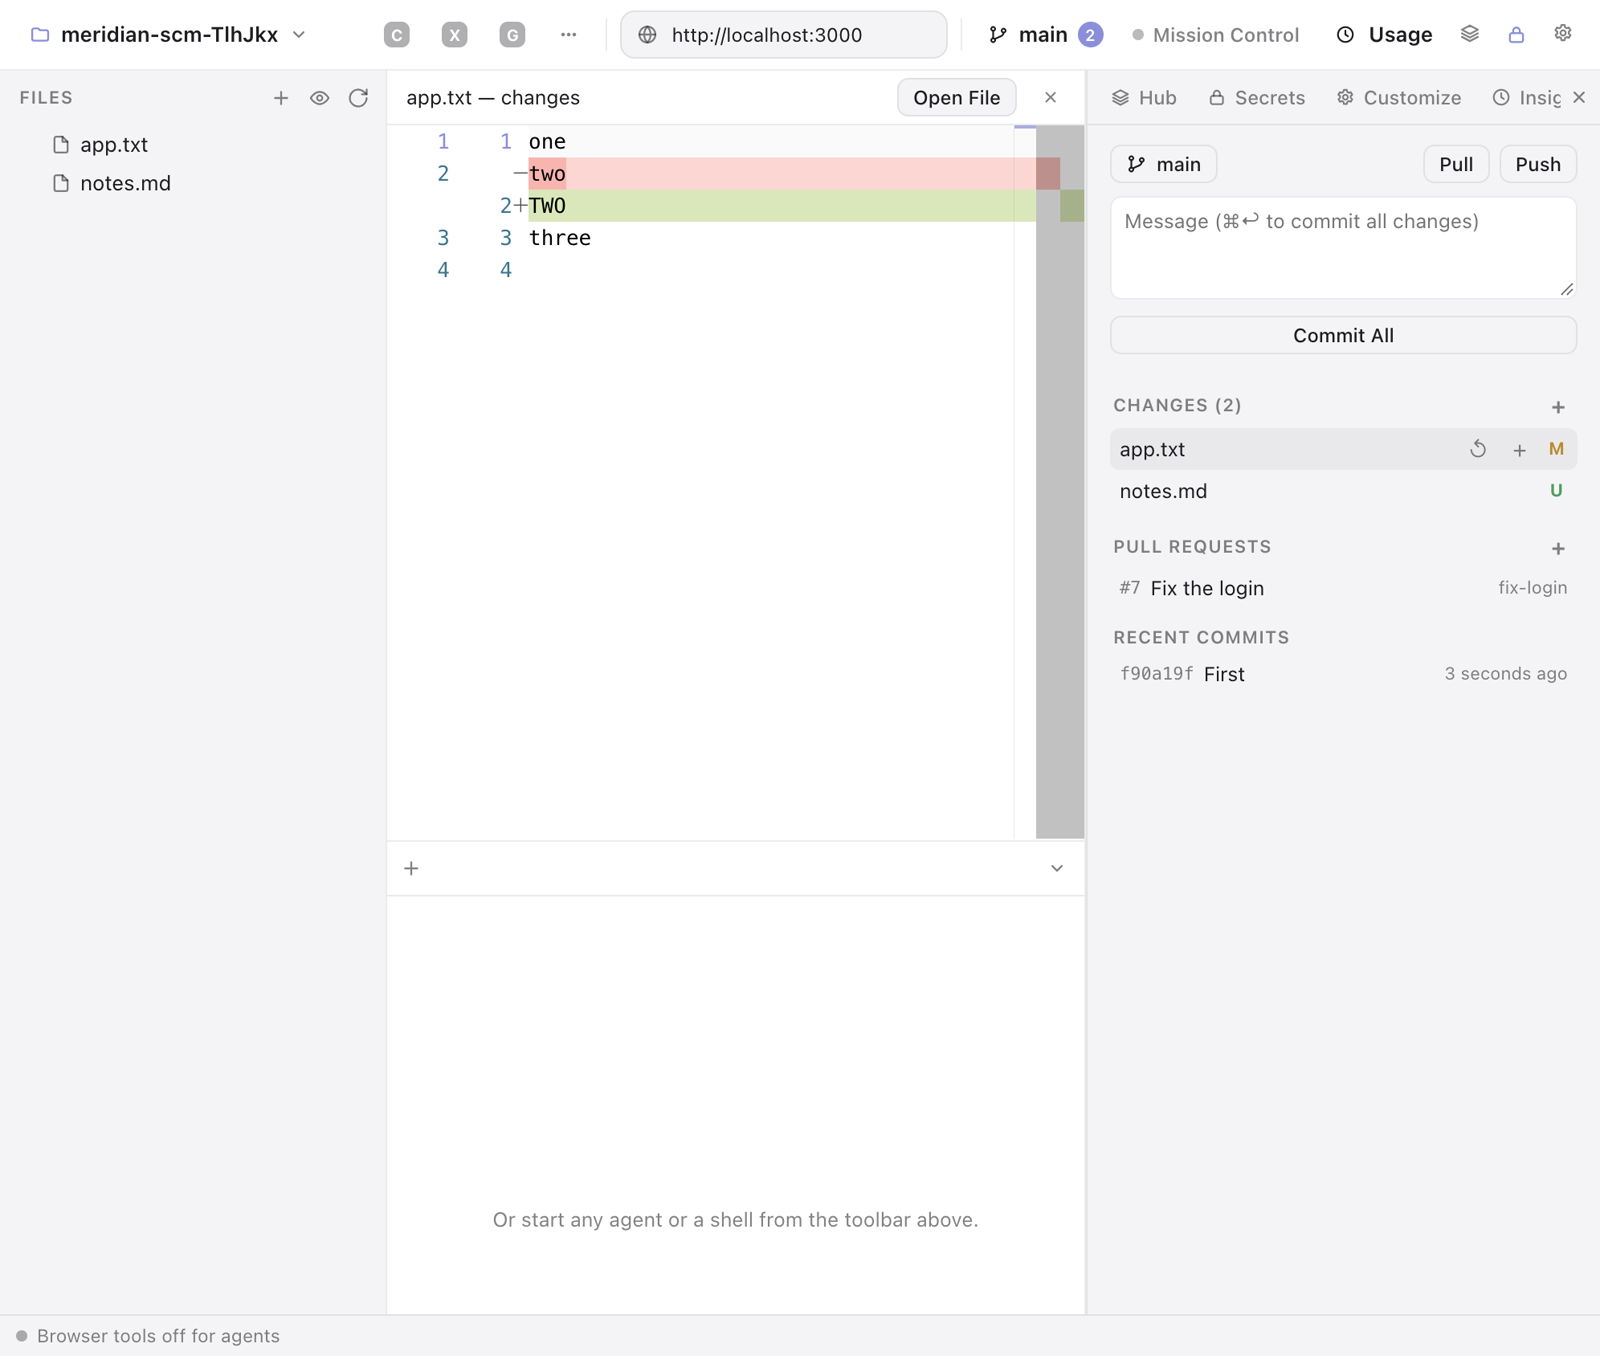 meridian-scm-TlhJkx C X G ... http://localhost:3000 main 2 Mission Control Usage
FILES
app.txt
notes.md
app.txt — changes Open File
1 1 one
2 —two
2+TWO
3 3 three
4 4
Or start any agent or a shell from the toolbar above.
Hub Secrets Customize Insig
main Pull Push
Message (⌘↩ to commit all changes)
Commit All
CHANGES (2)
app.txt M
notes.md U
PULL REQUESTS
#7 Fix the login fix-login
RECENT COMMITS
f90a19f First 3 seconds ago
Browser tools off for agents